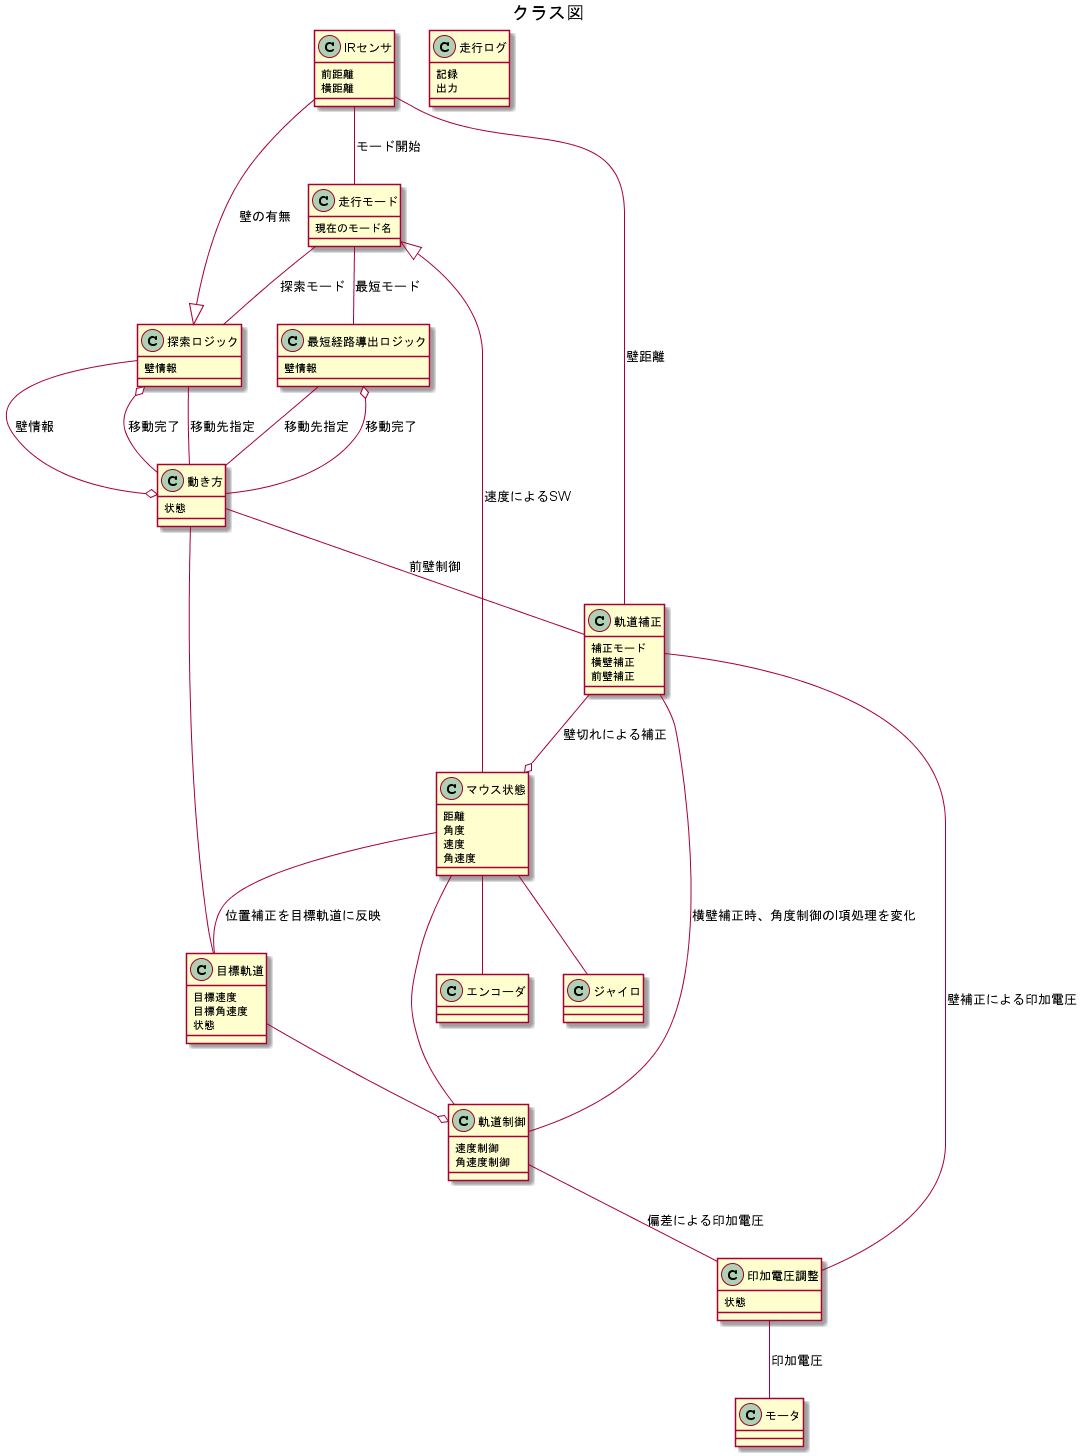 クラス図
C IRセンサ
前距離
横距離
C 走行ログ
記録
出力
モード開始
壁の有無
C 走行モード
現在のモード名
探索モード
最短モード
C 探索ロジック
壁情報
C 最短経路導出ロジック
壁情報
壁距離
壁情報
移動完了
移動先指定
移動先指定
移動完了
C 動き方
状態
速度によるSW
前壁制御
C 軌道補正
補正モード
横壁補正
前壁補正
壁切れによる補正
C マウス状態
距離
角度
速度
角速度
位置補正を目標軌道に反映
横壁補正時、角度制御のI項処理を変化
C 目標軌道
目標速度
目標角速度
状態
C エンコーダ
C ジャイロ
壁補正による印加電圧
C 軌道制御
速度制御
角速度制御
偏差による印加電圧
C 印加電圧調整
状態
印加電圧
C モータ